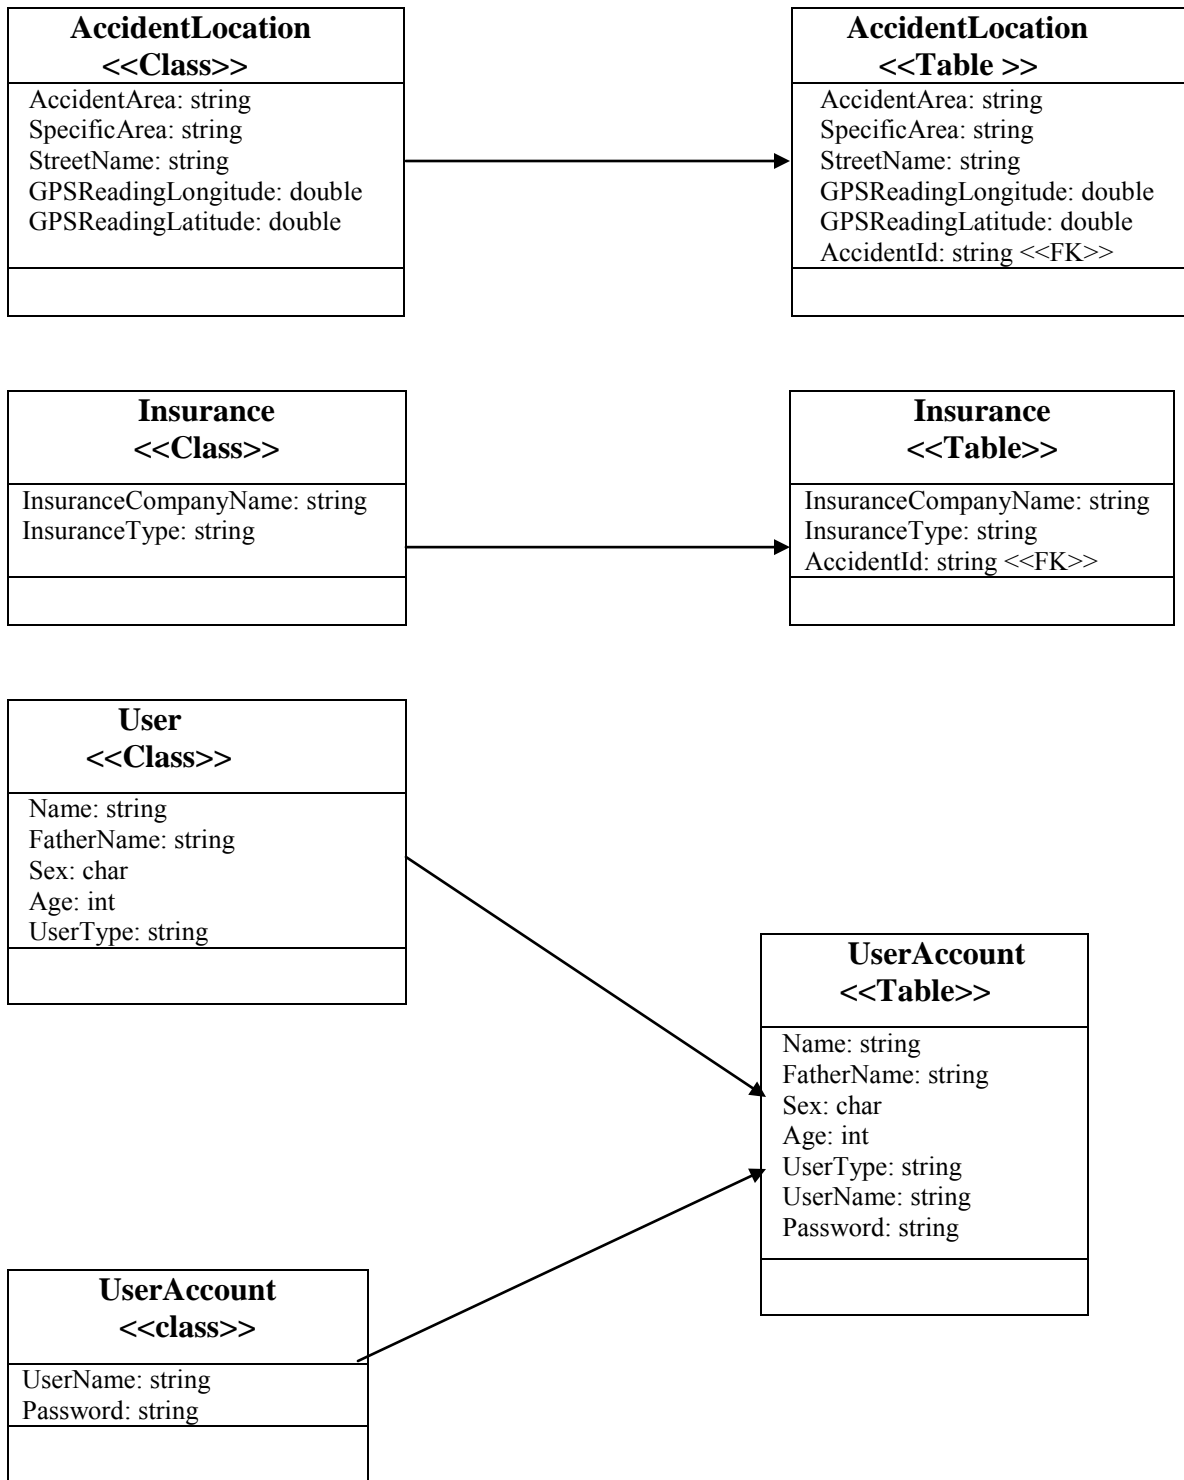 AccidentLocation
<<Class>>
AccidentArea: string
SpecificArea: string
StreetName: string
GPSReadingLongitude: double
GPSReadingLatitude: double
AccidentLocation
<<Table >>
AccidentArea: string
SpecificArea: string
StreetName: string
GPSReadingLongitude: double
GPSReadingLatitude: double
AccidentId: string <<FK>>
Insurance
<<Class>>
InsuranceCompanyName: string
InsuranceType: string
Insurance
<<Table>>
InsuranceCompanyName: string
InsuranceType: string
AccidentId: string <<FK>>
User
<<Class>>
Name: string
FatherName: string
Sex: char
Age: int
UserType: string
UserAccount
<<Table>>
Name: string
FatherName: string
Sex: char
Age: int
UserType: string
UserName: string
Password: string
UserAccount
<<class>>
UserName: string
Password: string